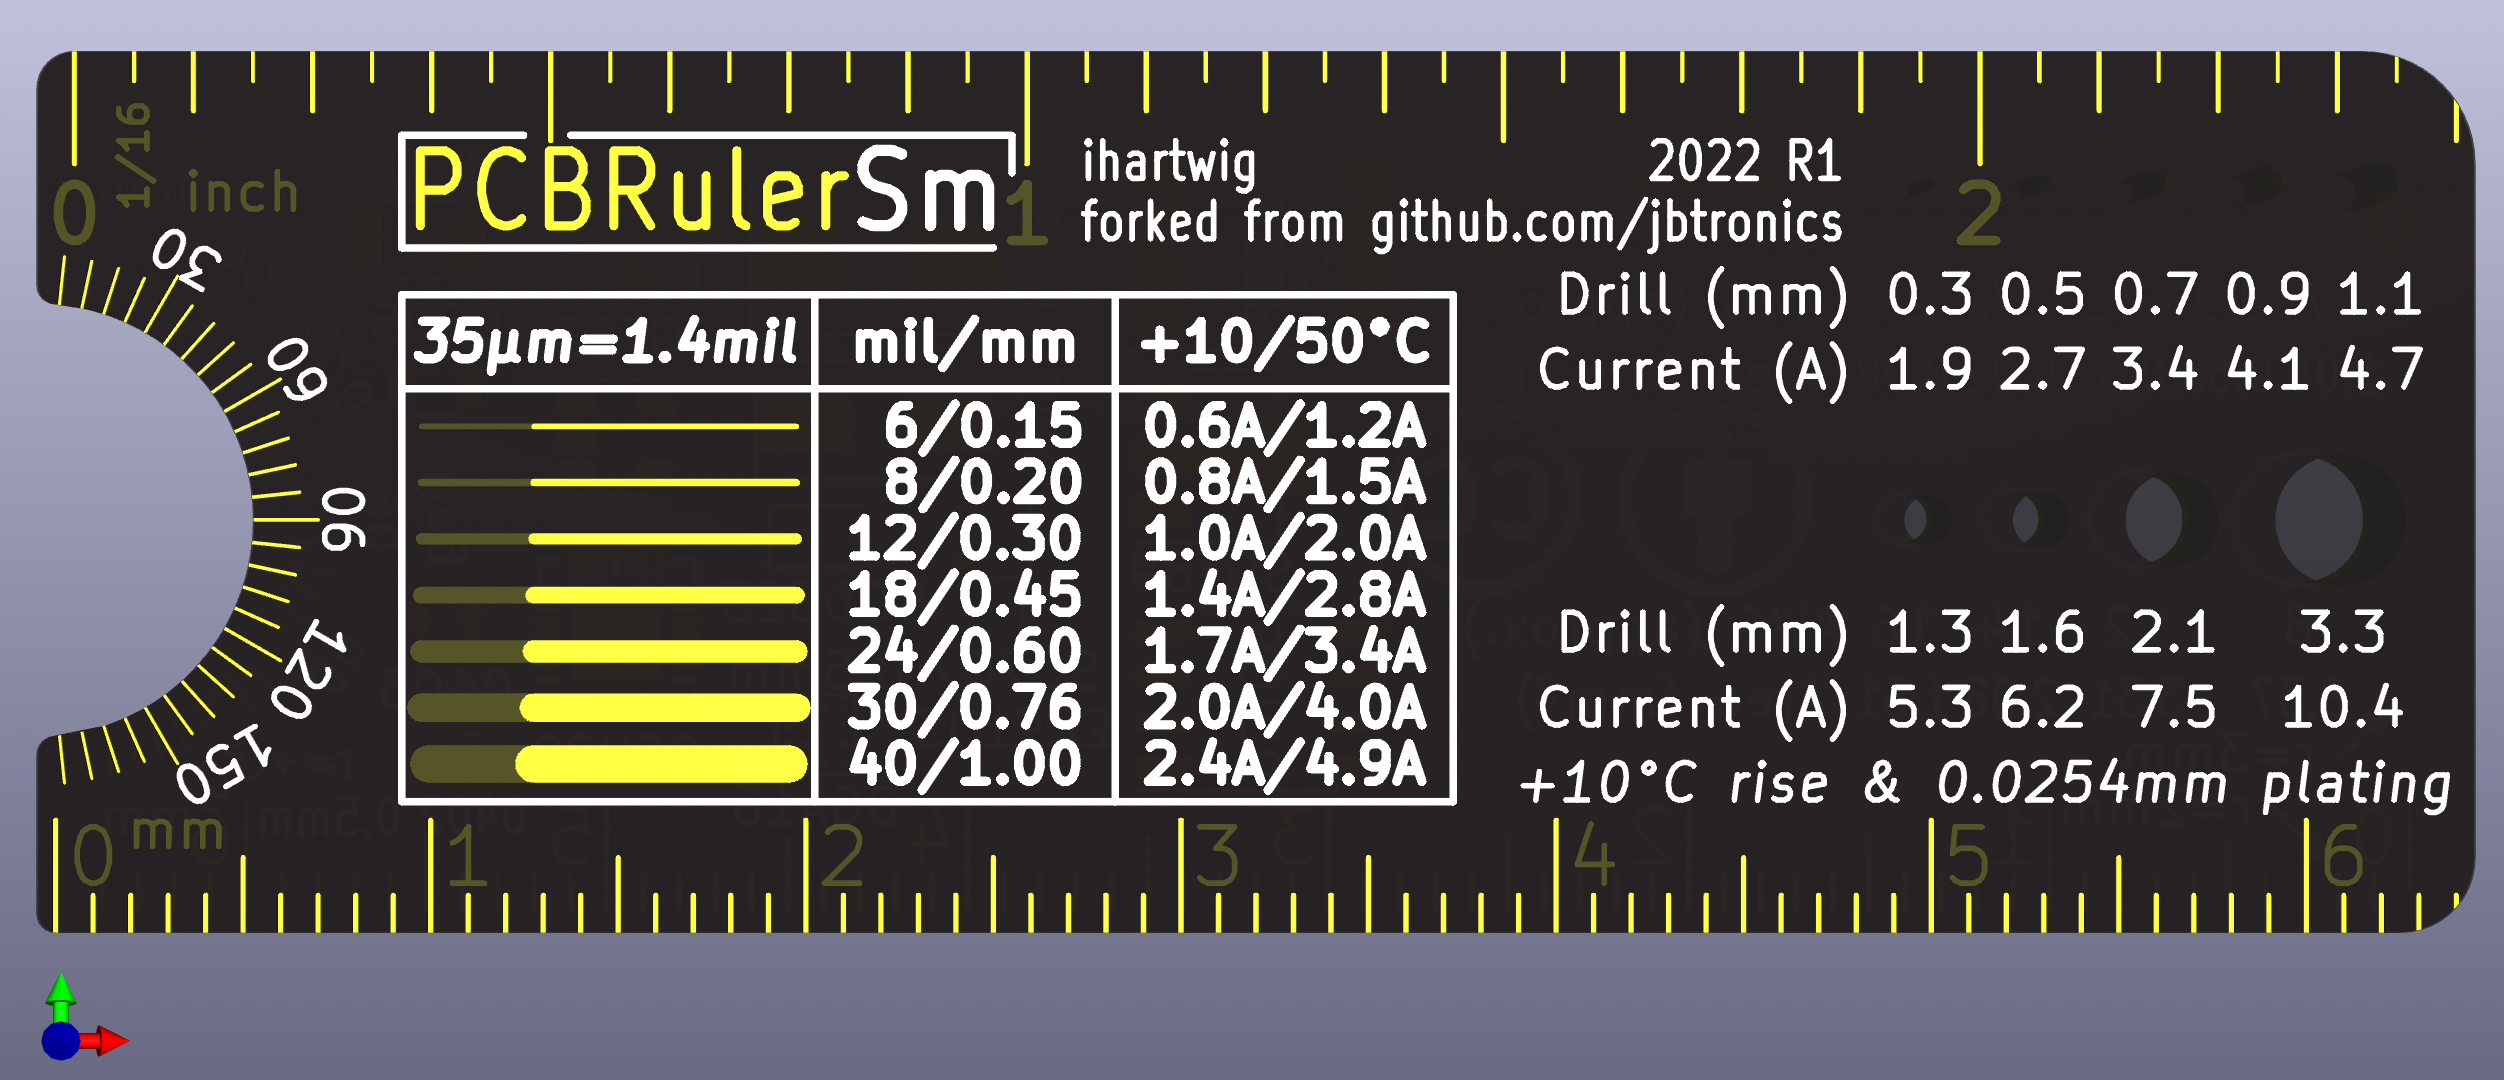 1/16
0 inch 1 2
PCBRulerSm
ihartwig 2022 R1
forked from github.com/jbtronics
30
60
90
120
150
35µm=1.4mil mil/mm +10/50°C
6/0.15 0.6A/1.2A
8/0.20 0.8A/1.5A
12/0.30 1.0A/2.0A
18/0.45 1.4A/2.8A
24/0.60 1.7A/3.4A
30/0.76 2.0A/4.0A
40/1.00 2.4A/4.9A
Drill (mm) 0.3 0.5 0.7 0.9 1.1
Current (A) 1.9 2.7 3.4 4.1 4.7
Drill (mm) 1.3 1.6 2.1 3.3
Current (A) 5.3 6.2 7.5 10.4
+10°C rise & 0.0254mm plating
0 mm 1 2 3 4 5 6